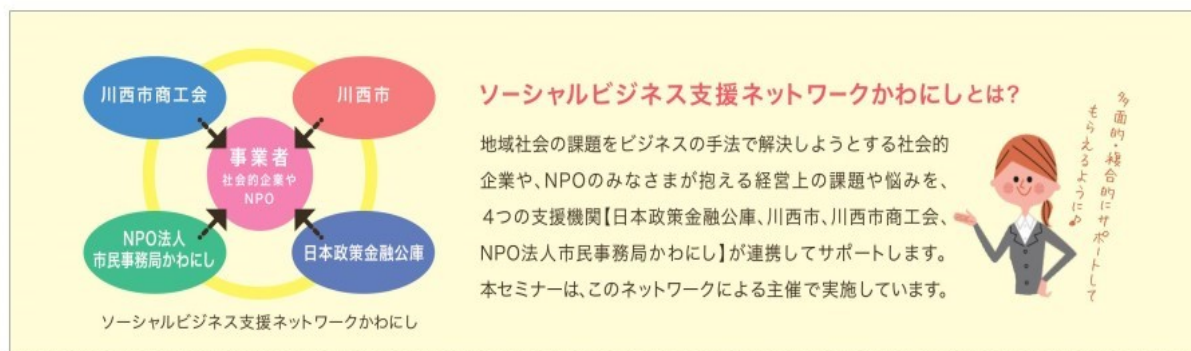 川西市商工会
川西市
事業者
社会的企業や
NPO
NPO法人
市民事務局かわにし
日本政策金融公庫
ソーシャルビジネス支援ネットワークかわにし
ソーシャルビジネス支援ネットワークかわにしとは?
地域社会の課題をビジネスの手法で解決しようとする社会的
企業や、NPOのみなさまが抱える経営上の課題や悩みを、
4つの支援機関【日本政策金融公庫、川西市、川西市商工会、
NPO法人市民事務局かわにし】が連携してサポートします。
本セミナーは、このネットワークによる主催で実施しています。
多面的・複合的にサポートして
もらえるように♪